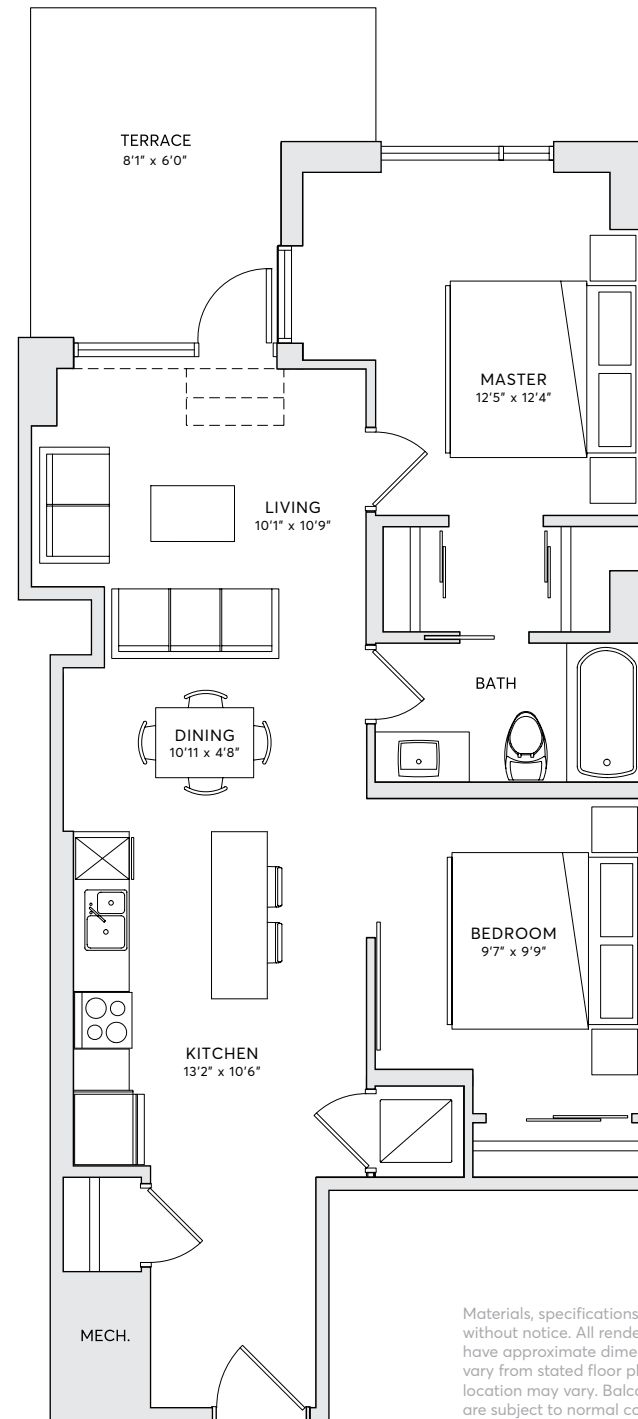 TERRACE
8'1" x 6'0"
MASTER
12'5" x 12'4"
LIVING
10'1" x 10'9"
BATH
DINING
10'11 x 4'8"
BEDROOM
9'7" x 9'9"
KITCHEN
13'2" x 10'6"
MECH.
Materials, specifications
without notice. All rende
have approximate dime
vary from stated floor pl
location may vary. Balco
are subject to normal co